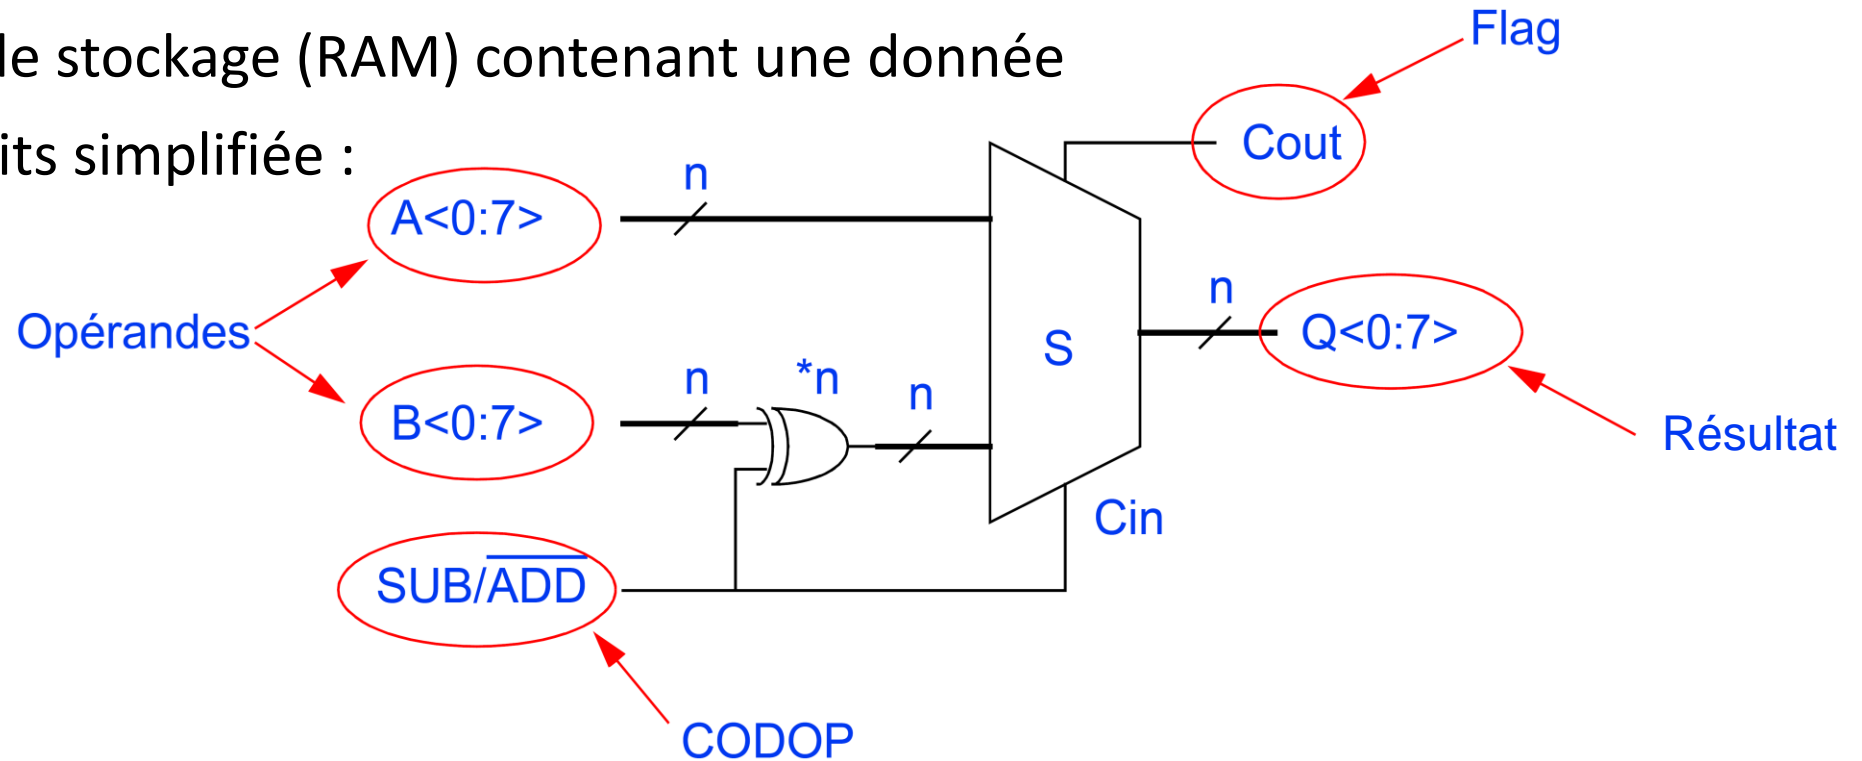 le stockage (RAM) contenant une donnée
its simplifiée :
Flag
Cout
n
A<0:7>
n
Q<0:7>
Opérandes
S
n
*n
n
B<0:7>
Résultat
Cin
SUB/ADD
CODOP